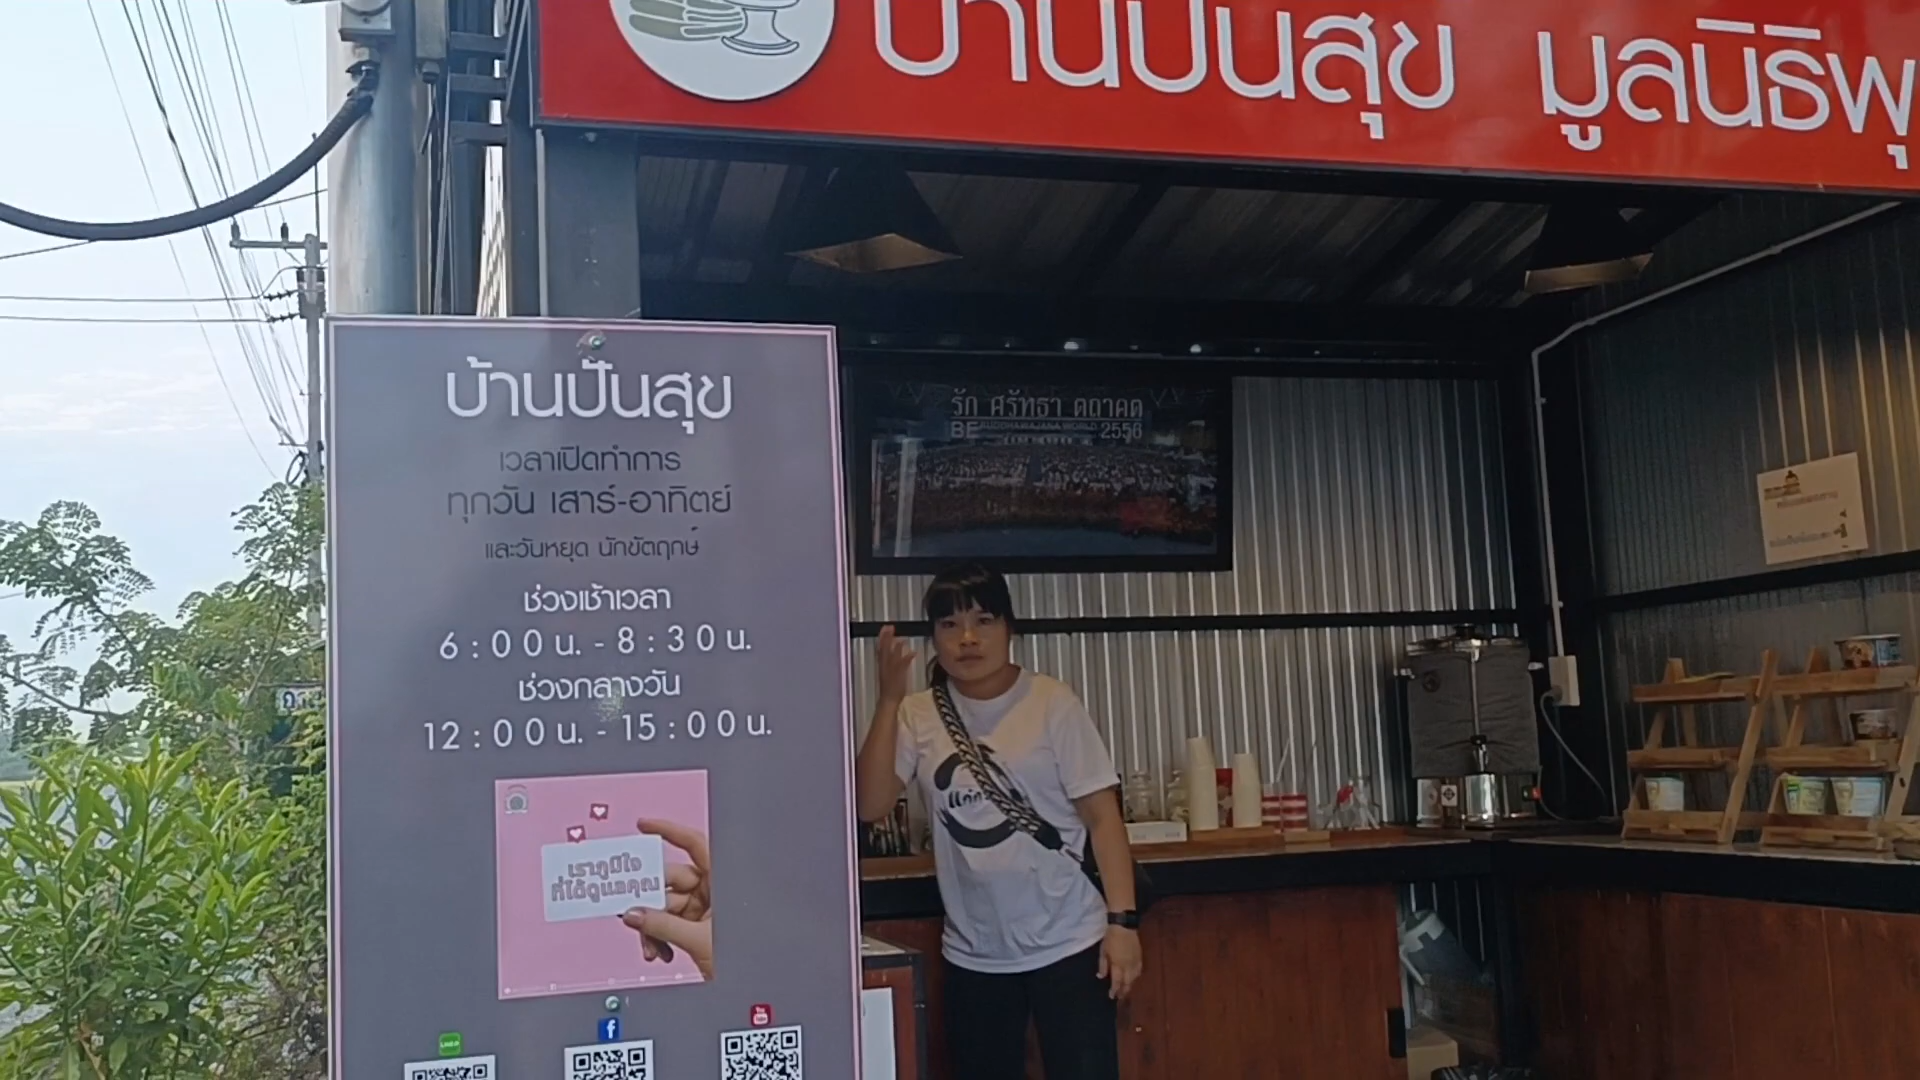 บ้านปันสุข มูลนิธิพุ
บ้านปันสุข
เวลาเปิดทำการ
ทุกวัน เสาร์-อาทิตย์
และวันหยุด นักขัตฤกษ์
ช่วงเช้าเวลา
6:00น. - 8:30น.
ช่วงกลางวัน
12:00น. - 15:00น.
เราภูมิใจ
ที่ได้ดูแลคุณ
รัก ศรัทธา ตถาคต
BE BUDDHAWAJANA WORLD 2556